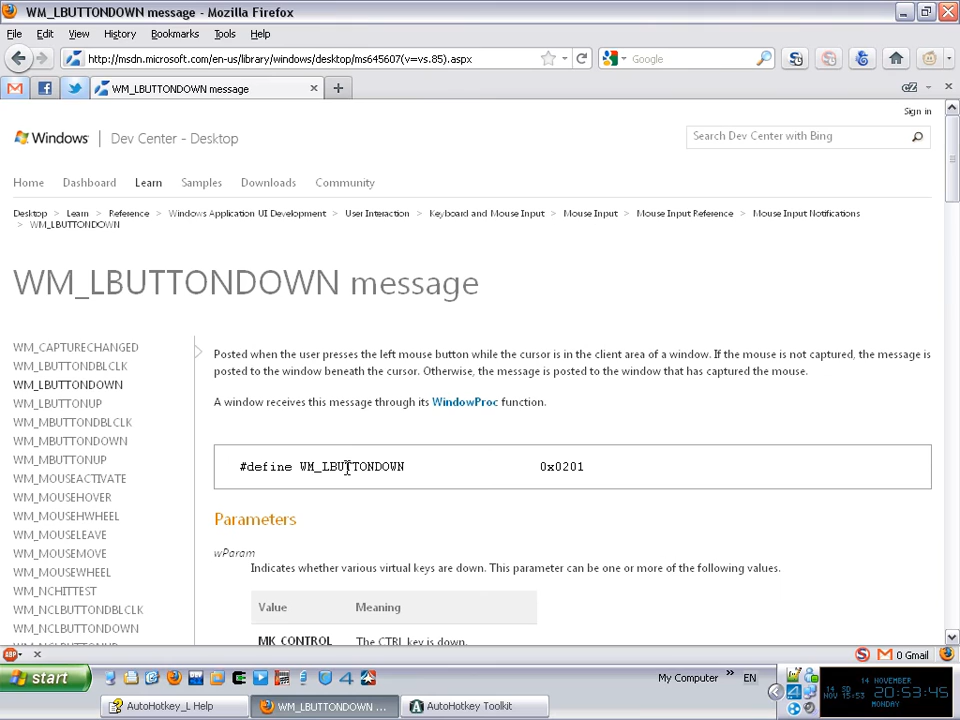 WM_LBUTTONDOWN message - Mozilla Firefox
File Edit View History Bookmarks Tools Help
http://msdn.microsoft.com/en-us/library/windows/desktop/ms645607(v=vs.85).aspx
Google
WM_LBUTTONDOWN message
Sign in
Windows | Dev Center - Desktop
Search Dev Center with Bing
Home Dashboard Learn Samples Downloads Community
Desktop > Learn > Reference > Windows Application UI Development > User Interaction > Keyboard and Mouse Input > Mouse Input > Mouse Input Reference > Mouse Input Notifications
> WM_LBUTTONDOWN
WM_LBUTTONDOWN message
WM_CAPTURECHANGED
WM_LBUTTONDBLCLK
WM_LBUTTONDOWN
WM_LBUTTONUP
WM_MBUTTONDBLCLK
WM_MBUTTONDOWN
WM_MBUTTONUP
WM_MOUSEACTIVATE
WM_MOUSEHOVER
WM_MOUSEHWHEEL
WM_MOUSELEAVE
WM_MOUSEMOVE
WM_MOUSEWHEEL
WM_NCHITTEST
WM_NCLBUTTONDBLCLK
WM_NCLBUTTONDOWN
Posted when the user presses the left mouse button while the cursor is in the client area of a window. If the mouse is not captured, the message is
posted to the window beneath the cursor. Otherwise, the message is posted to the window that has captured the mouse.
A window receives this message through its WindowProc function.
#define WM_LBUTTONDOWN 0x0201
Parameters
wParam
Indicates whether various virtual keys are down. This parameter can be one or more of the following values.
Value Meaning
MK_CONTROL The CTRL key is down.
ABP
0 Gmail
start
My Computer » EN
14 NOVEMBER
14 SD
NOV 15:53
20:53:45
MONDAY
AutoHotkey_L Help
WM_LBUTTONDOWN ...
AutoHotkey Toolkit